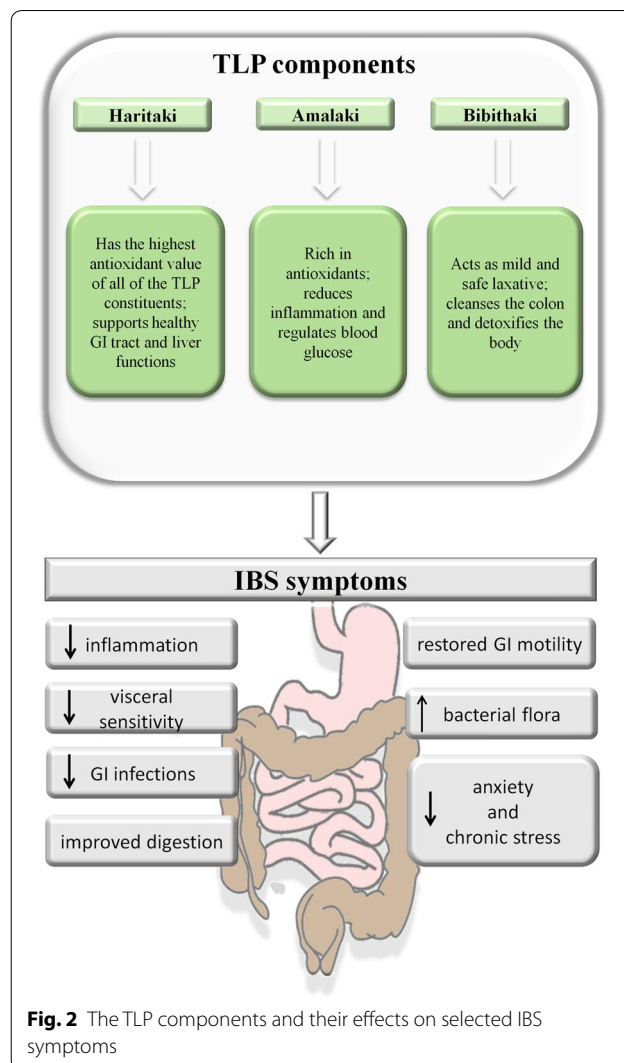 TLP components
Haritaki
Amalaki
Bibithaki
Has the highest
antioxidant value
of all of the TLP
constituents;
supports healthy
GI tract and liver
functions
Rich in
antioxidants;
reduces
inflammation and
regulates blood
glucose
Acts as mild and
safe laxative;
cleanses the colon
and detoxifies the
body
IBS symptoms
↓ inflammation
↓ visceral
sensitivity
↓ GI infections
improved digestion
restored GI motility
↑ bacterial flora
↓ anxiety
and
chronic stress
Fig. 2 The TLP components and their effects on selected IBS
symptoms